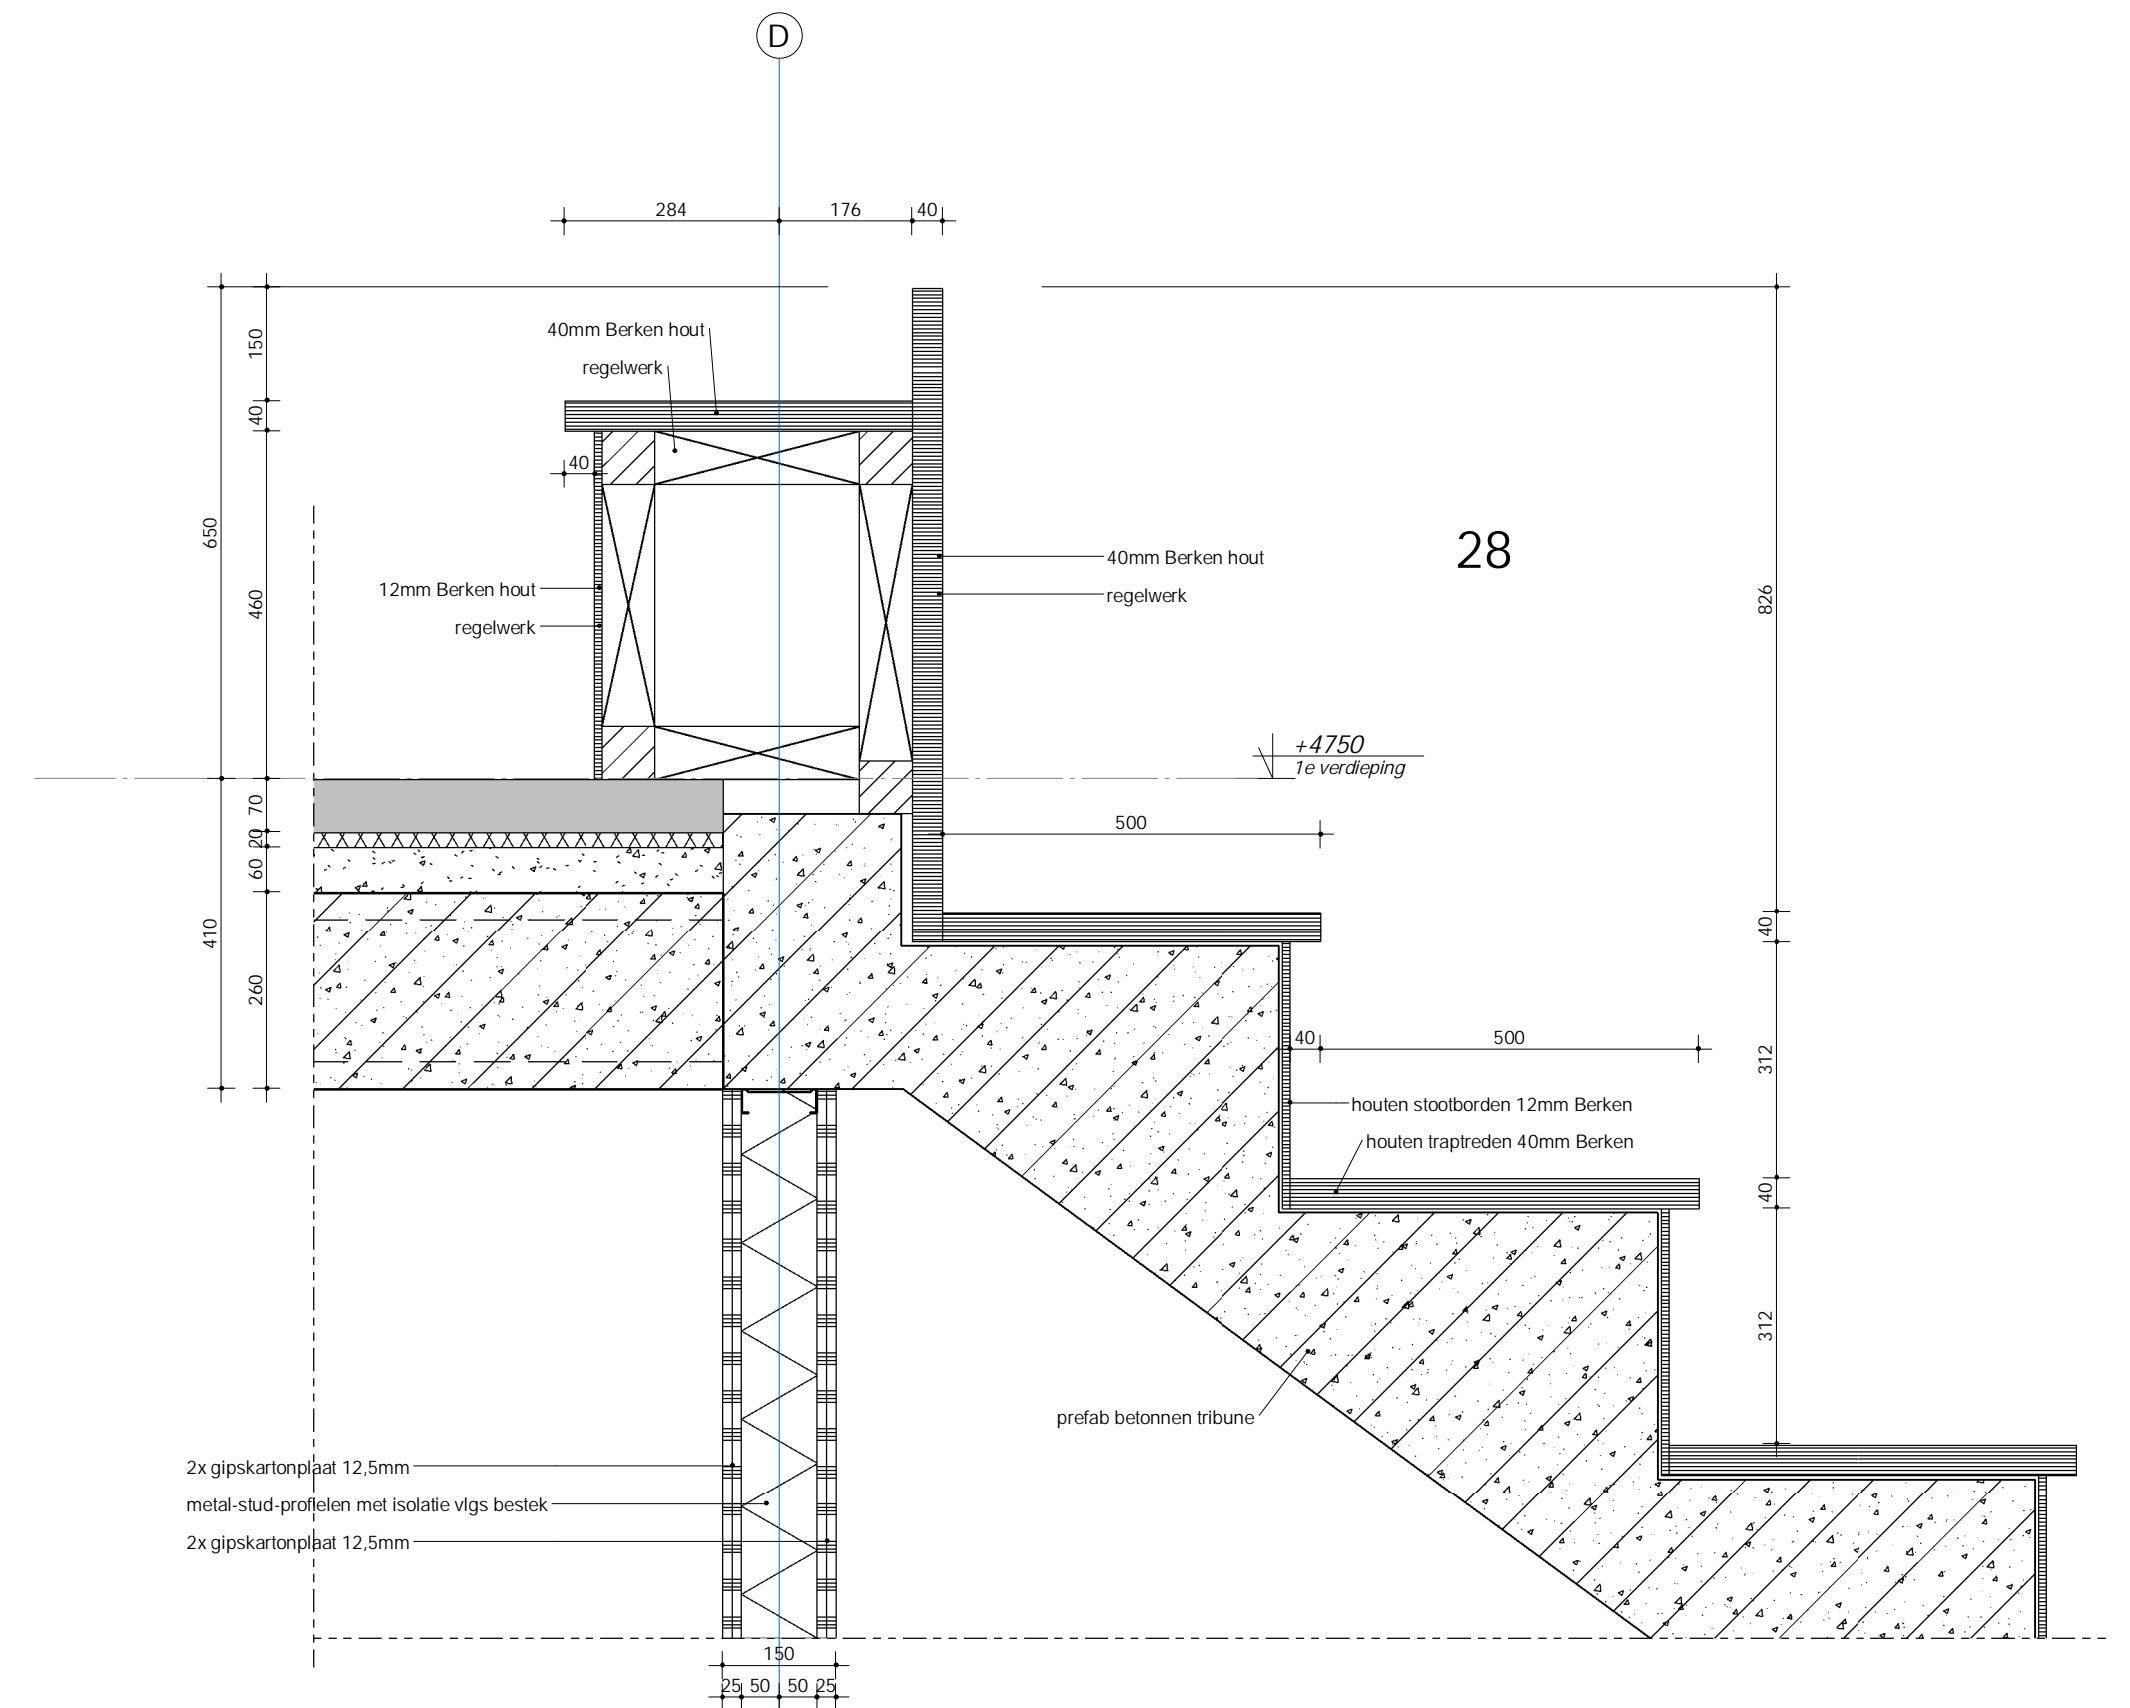 D
284
176
40
150
40mm Berken hout
regelwerk
40
40
650
28
40mm Berken hout
12mm Berken hout
460
regelwerk
826
regelwerk
+4750
1e verdieping
70
500
20
60
410
40
260
40
500
312
houten stootborden 12mm Berken
houten traptreden 40mm Berken
40
312
prefab betonnen tribune
2x gipskartonplaat 12,5mm
metal-stud-profielen met isolatie vlgs bestek
2x gipskartonplaat 12,5mm
150
25 50 50 25